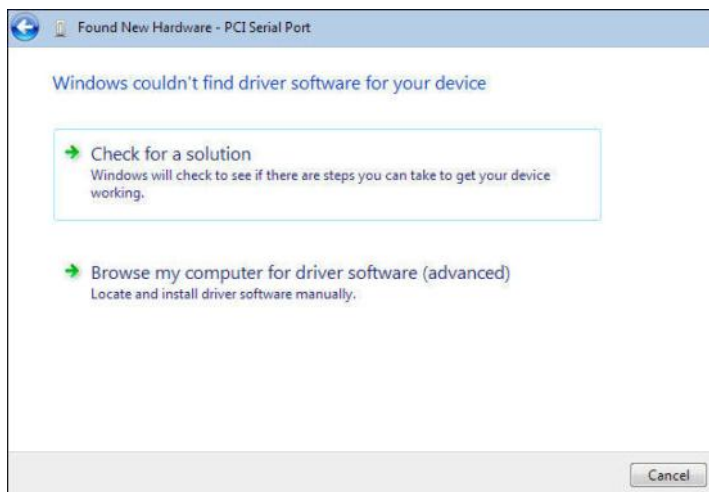 Found New Hardware - PCI Serial Port
Windows couldn't find driver software for your device
Check for a solution
Windows will check to see if there are steps you can take to get your device
working.
Browse my computer for driver software (advanced)
Locate and install driver software manually.
Cancel